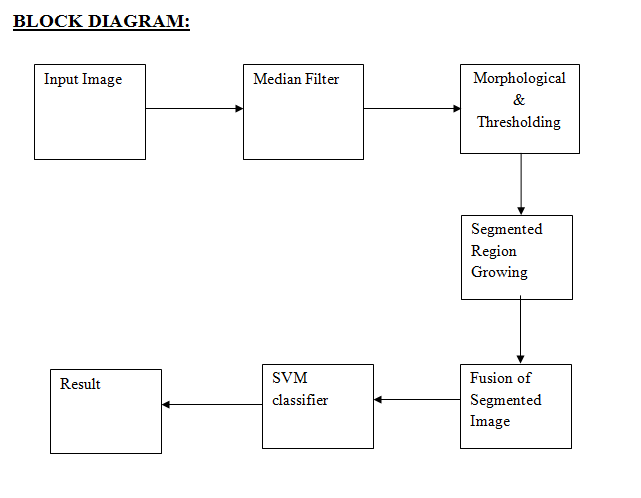 BLOCK DIAGRAM:
Input Image
Median Filter
Morphological
&
Thresholding
Segmented
Region
Growing
Fusion of
Segmented
Image
SVM
classifier
Result